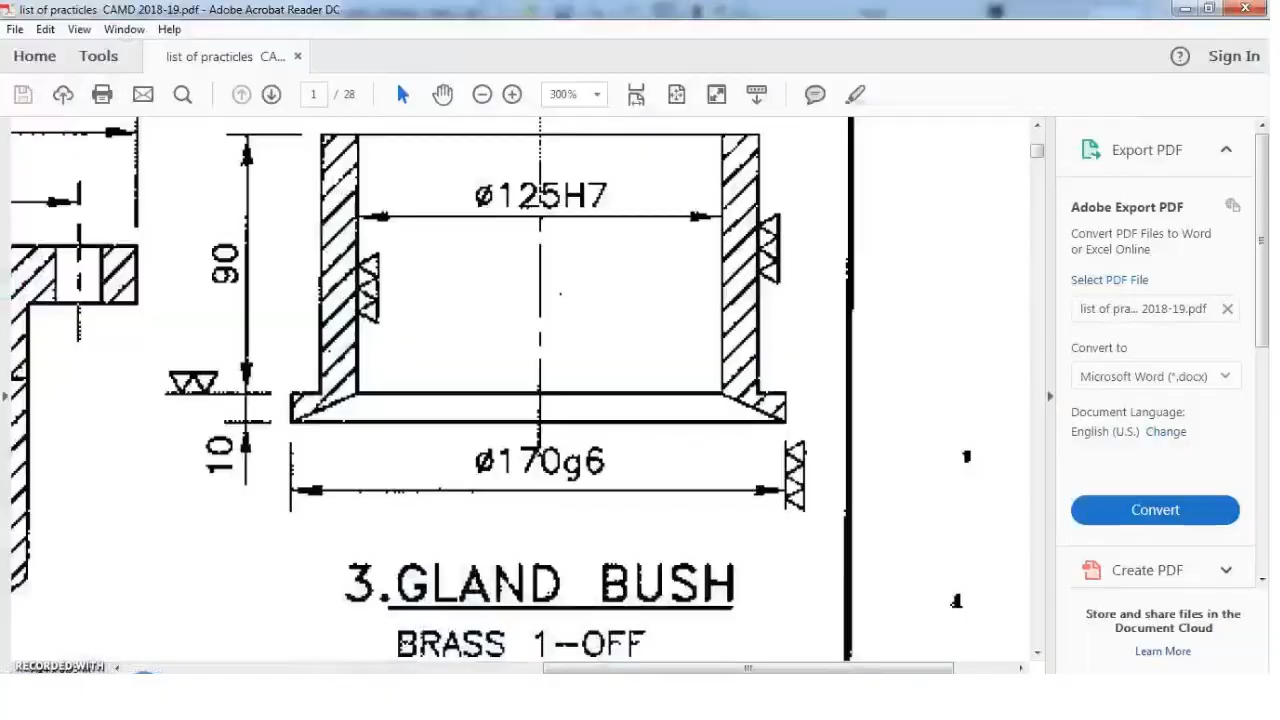 list of practicles CAMD 2018-19.pdf - Adobe Acrobat Reader DC
File Edit View Window Help
Home Tools list of practicles CA... × Sign In
1 / 28 300%
Export PDF
Adobe Export PDF
Convert PDF Files to Word
or Excel Online
Select PDF File
list of pra... 2018-19.pdf
Convert to
Microsoft Word (*.docx)
Document Language:
English (U.S.) Change
Convert
Create PDF
Store and share files in the
Document Cloud
Learn More
ø125H7
90
10
ø170g6
3.GLAND BUSH
BRASS 1-OFF
RECORDED WITH